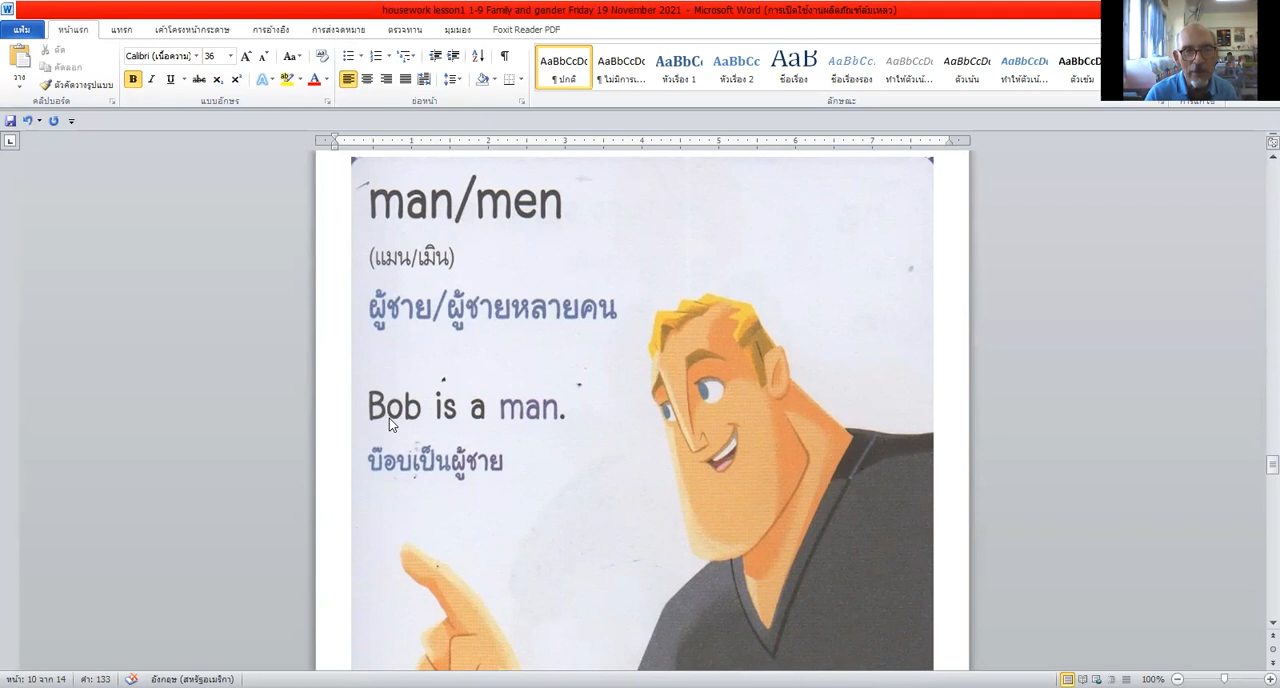 housework lesson1 1-9 Family and gender Friday 19 November 2021 - Microsoft Word (การเปิดใช้งานผลิตภัณฑ์ล้มเหลว)
แฟ้ม หน้าแรก แทรก เค้าโครงหน้ากระดาษ การอ้างอิง การส่งจดหมาย ตรวจทาน มุมมอง Foxit Reader PDF
วาง
ตัด
คัดลอก
ตัวคัดวางรูปแบบ
คลิปบอร์ด
Calibri (เนื้อความ) 36
แบบอักษร
ย่อหน้า
AaBbCcDc AaBbCcDc AaBbC AaBbCc AaB AaBbCc. AaBbCcDc AaBbCcDc AaBbCcDc AaBbCc
¶ ปกติ ¶ ไม่มีการเ... หัวเรื่อง 1 หัวเรื่อง 2 ชื่อเรื่อง ชื่อเรื่องรอง ทำให้ตัวเน้... ตัวเน้น ทำให้ตัวเน้... ตัวเข้ม
ลักษณะ
man/men
(แมน/เมิน)
ผู้ชาย/ผู้ชายหลายคน
Bob is a man.
บ๊อบเป็นผู้ชาย
หน้า: 10 จาก 14 คำ: 133 อังกฤษ (สหรัฐอเมริกา) 100%